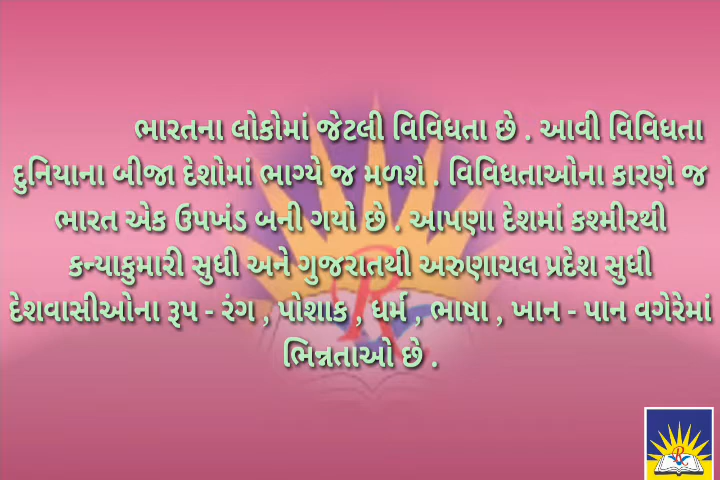 ભારતના લોકોમાં જેટલી વિવિધતા છે . આવી વિવિધતા
દુનિયાના બીજા દેશોમાં ભાગ્યે જ મળશે . વિવિધતાઓના કારણે જ
ભારત એક ઉપખંડ બની ગયો છે . આપણા દેશમાં કશ્મીરથી
કન્યાકુમારી સુધી અને ગુજરાતથી અરુણાચલ પ્રદેશ સુધી
દેશવાસીઓના રૂપ - રંગ , પોશાક , ધર્મ , ભાષા , ખાન - પાન વગેરેમાં
ભિન્નતાઓ છે .
R